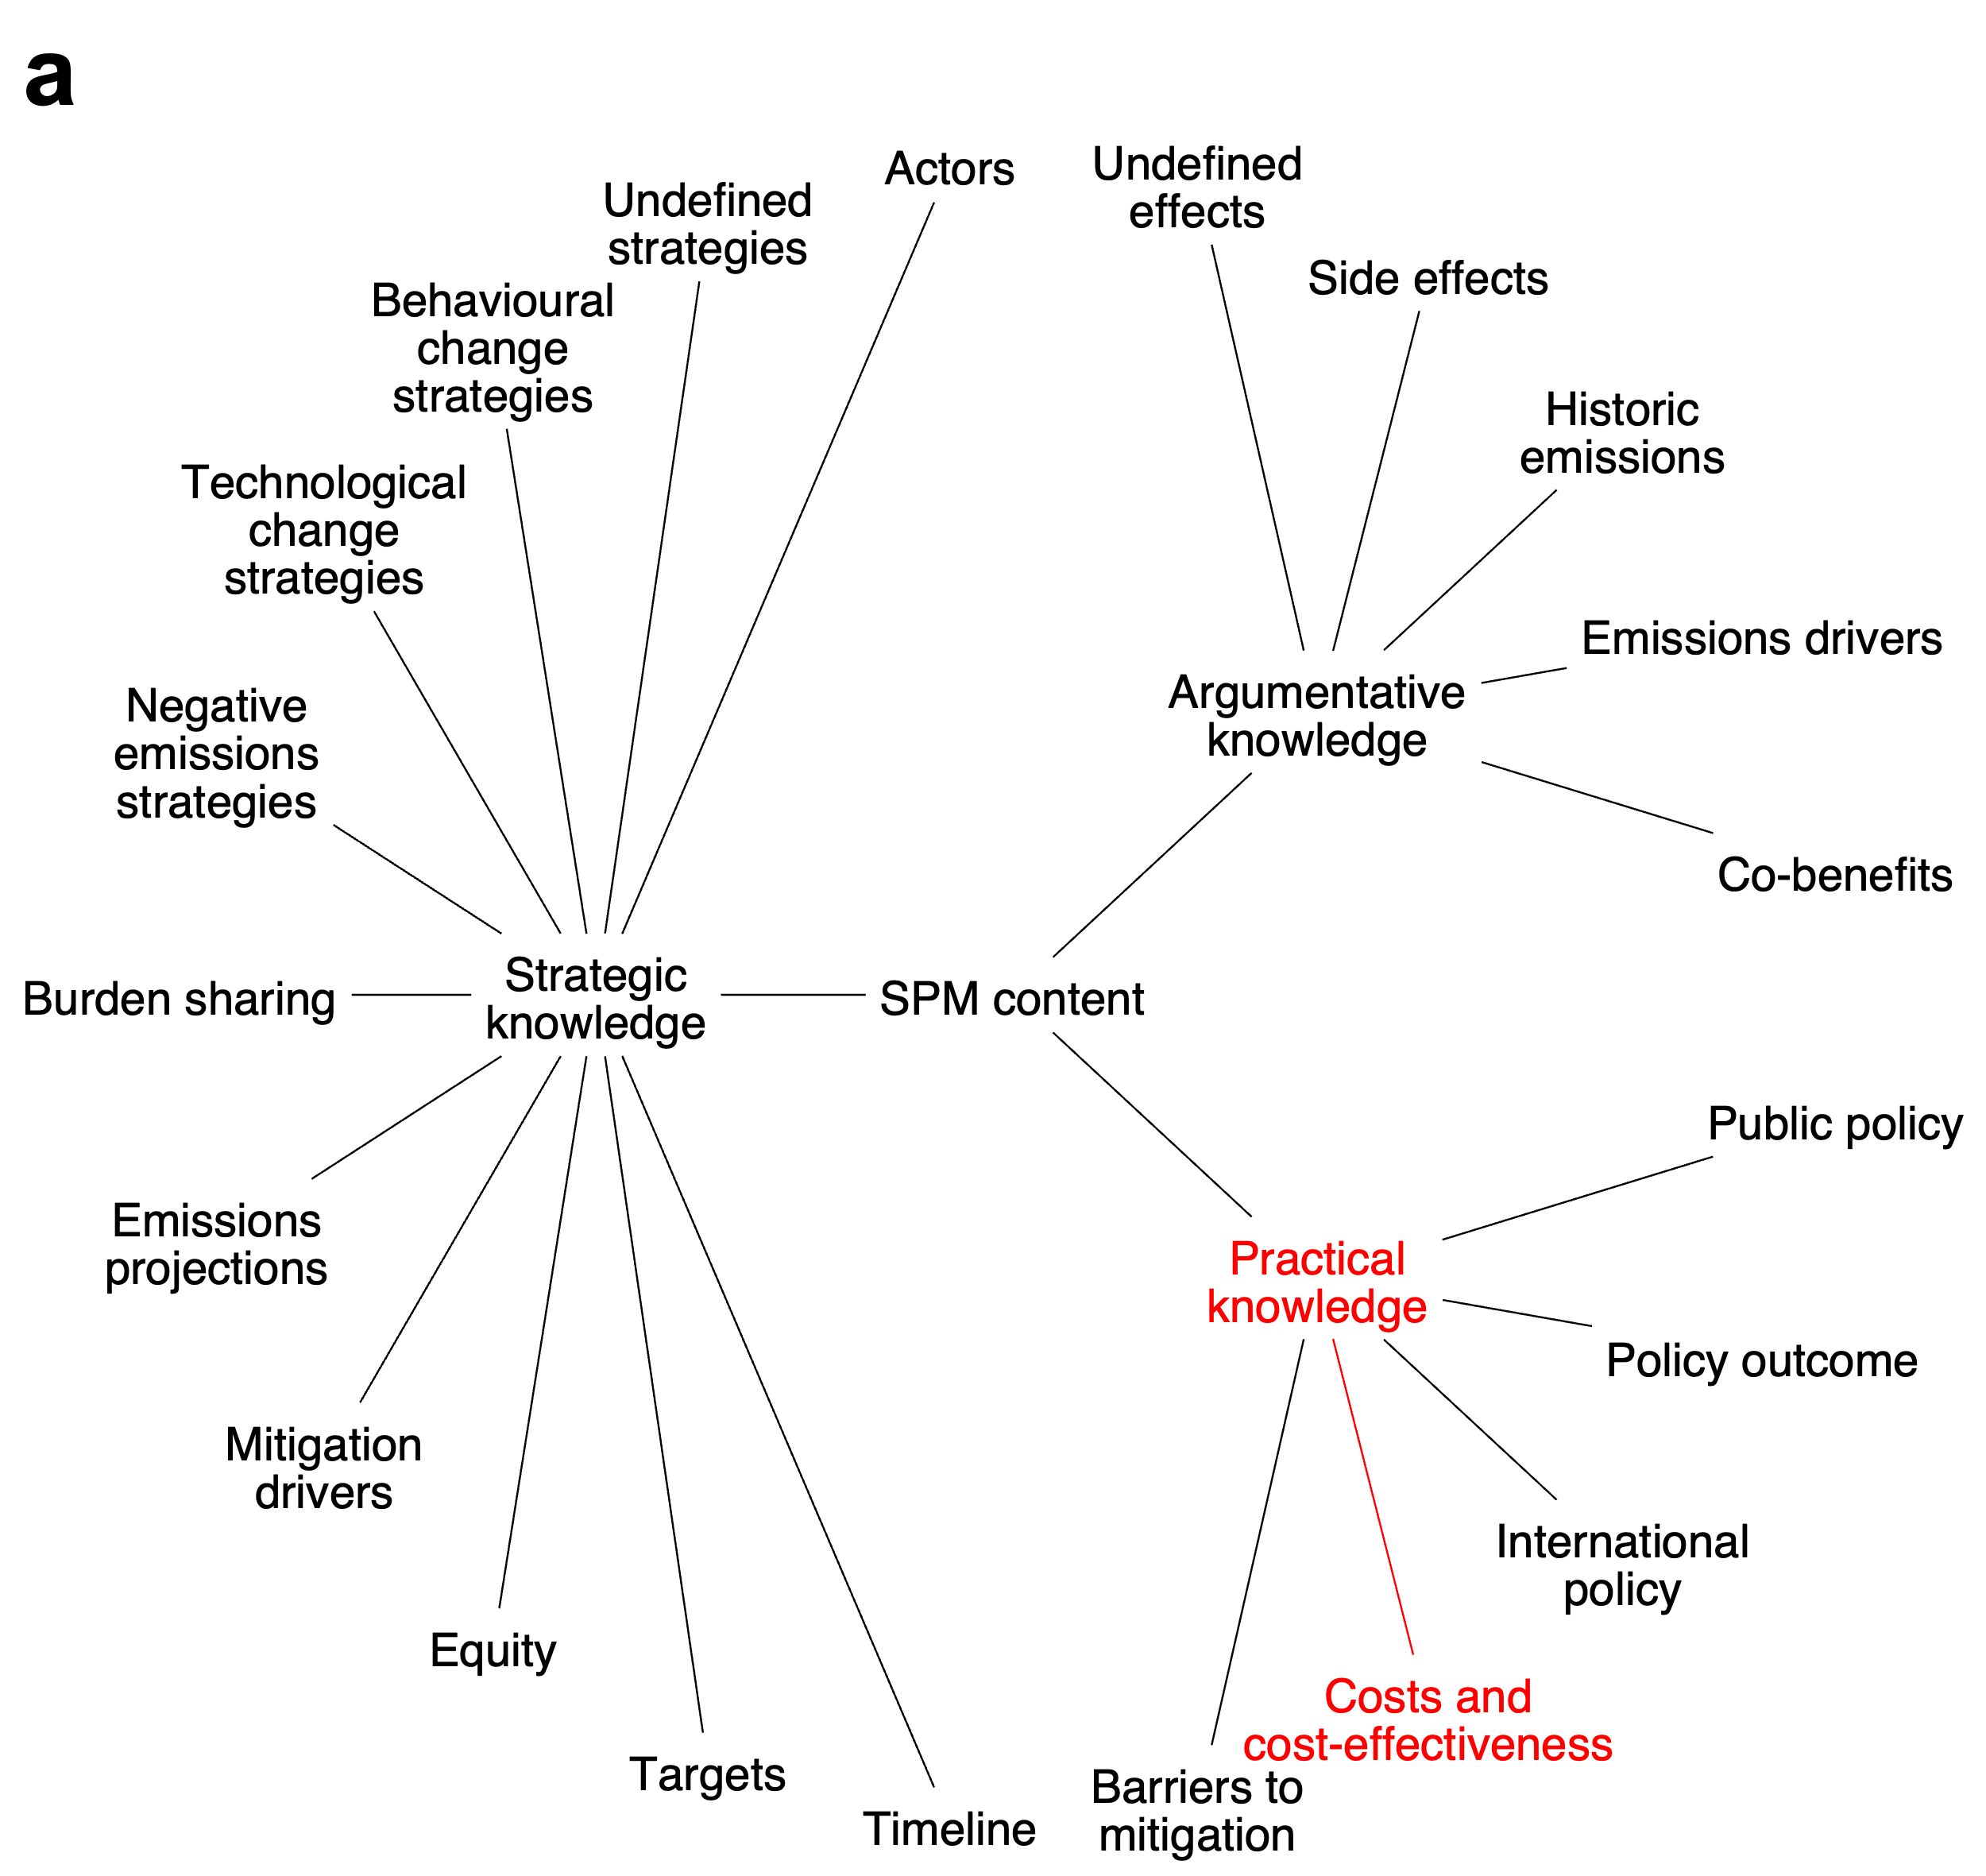 a
Actors
Undefined
effects
Undefined
strategies
Side effects
Behavioural
change
strategies
Historic
emissions
Technological
change
strategies
Emissions drivers
Argumentative
knowledge
Negative
emissions
strategies
Co-benefits
Strategic
knowledge
Burden sharing
SPM content
Public policy
Emissions
projections
Practical
knowledge
Policy outcome
Mitigation
drivers
International
policy
Equity
Costs and
cost-effectiveness
Targets
Barriers to
mitigation
Timeline